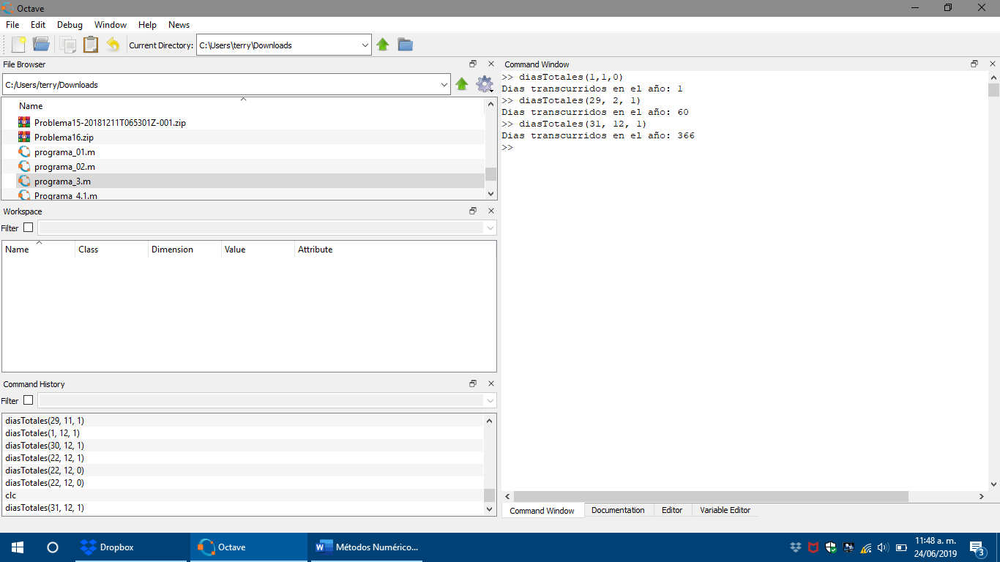 Octave
File Edit Debug Window Help News
Current Directory: C:\Users\terry\Downloads
File Browser
C:/Users/terry/Downloads
Name
Problema15-20181211T065301Z-001.zip
Problema16.zip
programa_01.m
programa_02.m
programa_3.m
Programa_4.1.m
Workspace
Filter
Name Class Dimension Value Attribute
Command History
Filter
diasTotales(29, 11, 1)
diasTotales(1, 12, 1)
diasTotales(30, 12, 1)
diasTotales(22, 12, 1)
diasTotales(22, 12, 0)
diasTotales(22, 12, 0)
clc
diasTotales(31, 12, 1)
Command Window
>> diasTotales(1,1,0)
Dias transcurridos en el año: 1
>> diasTotales(29, 2, 1)
Dias transcurridos en el año: 60
>> diasTotales(31, 12, 1)
Dias transcurridos en el año: 366
>>
Command Window Documentation Editor Variable Editor
Dropbox Octave Métodos Numérico...
11:48 a. m.
24/06/2019
3